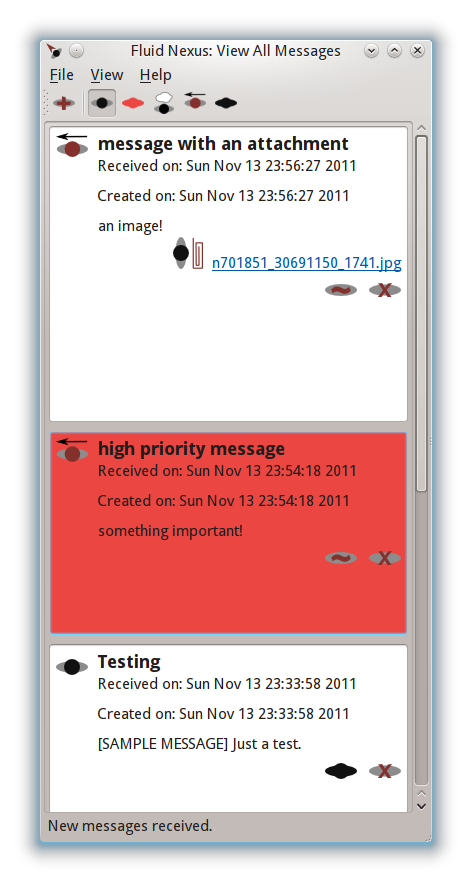 Fluid Nexus: View All Messages
File View Help
message with an attachment
Received on: Sun Nov 13 23:56:27 2011
Created on: Sun Nov 13 23:56:27 2011
an image!
n701851_30691150_1741.jpg
high priority message
Received on: Sun Nov 13 23:54:18 2011
Created on: Sun Nov 13 23:54:18 2011
something important!
Testing
Received on: Sun Nov 13 23:33:58 2011
Created on: Sun Nov 13 23:33:58 2011
[SAMPLE MESSAGE] Just a test.
New messages received.